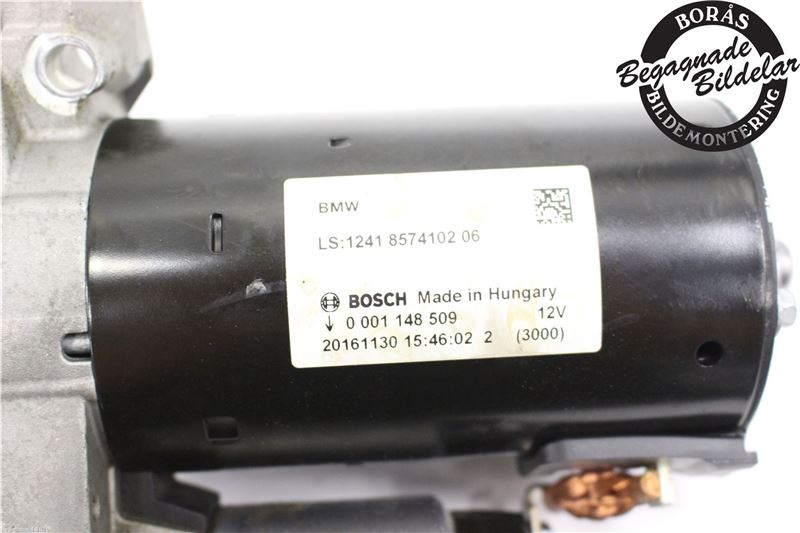 BORÅS
Begagnade
Bildelar
BILDEMONTERING
BMW
LS:1241 8574102 06
BOSCH Made in Hungary
↓ 0 001 148 509 12V
20161130 15:46:02 2 (3000)